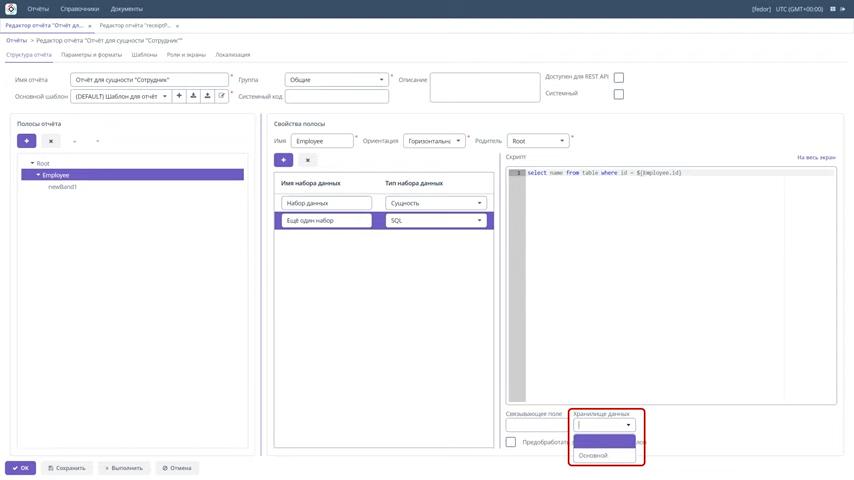 Отчёты Справочники Документы [fedor] UTC (GMT+00:00)
Редактор отчёта "Отчёт дл... × Редактор отчёта "receiptP... ×
Отчёты > Редактор отчёта "Отчёт для сущности "Сотрудник""
Структура отчёта Параметры и форматы Шаблоны Роли и экраны Локализация
Имя отчёта Отчёт для сущности "Сотрудник" * Группа Общие Описание Доступен для REST API
Основной шаблон (DEFAULT) Шаблон для отчёт * Системный код Системный
Полосы отчёта Свойства полосы
Имя Employee * Ориентация Горизонтальн * Родитель Root *
Скрипт На весь экран
Имя набора данных Тип набора данных
1 select name from table where id = ${Employee.id}
Root
Employee
newBand1
Набор данных Сущность
Ещё один набор SQL
Связывающее поле Хранилище данных
Предобработать
Основной
OK Сохранить Выполнить Отмена